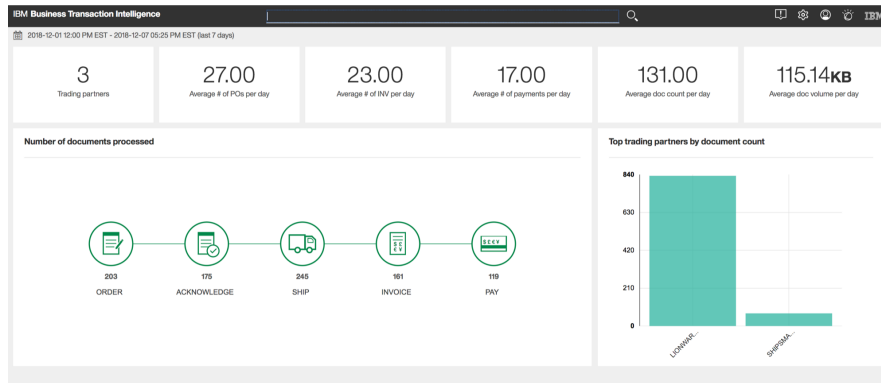 IBM Business Transaction Intelligence
IBM
2018-12-01 12:00 PM EST - 2018-12-07 05:25 PM EST (last 7 days)
3
Trading partners
27.00
Average # of POs per day
23.00
Average # of INV per day
17.00
Average # of payments per day
131.00
Average doc count per day
115.14KB
Average doc volume per day
Number of documents processed
203
ORDER
175
ACKNOWLEDGE
245
SHIP
161
INVOICE
119
PAY
Top trading partners by document count
840
630
420
210
0
LIONWAR...
SHIPSMA...